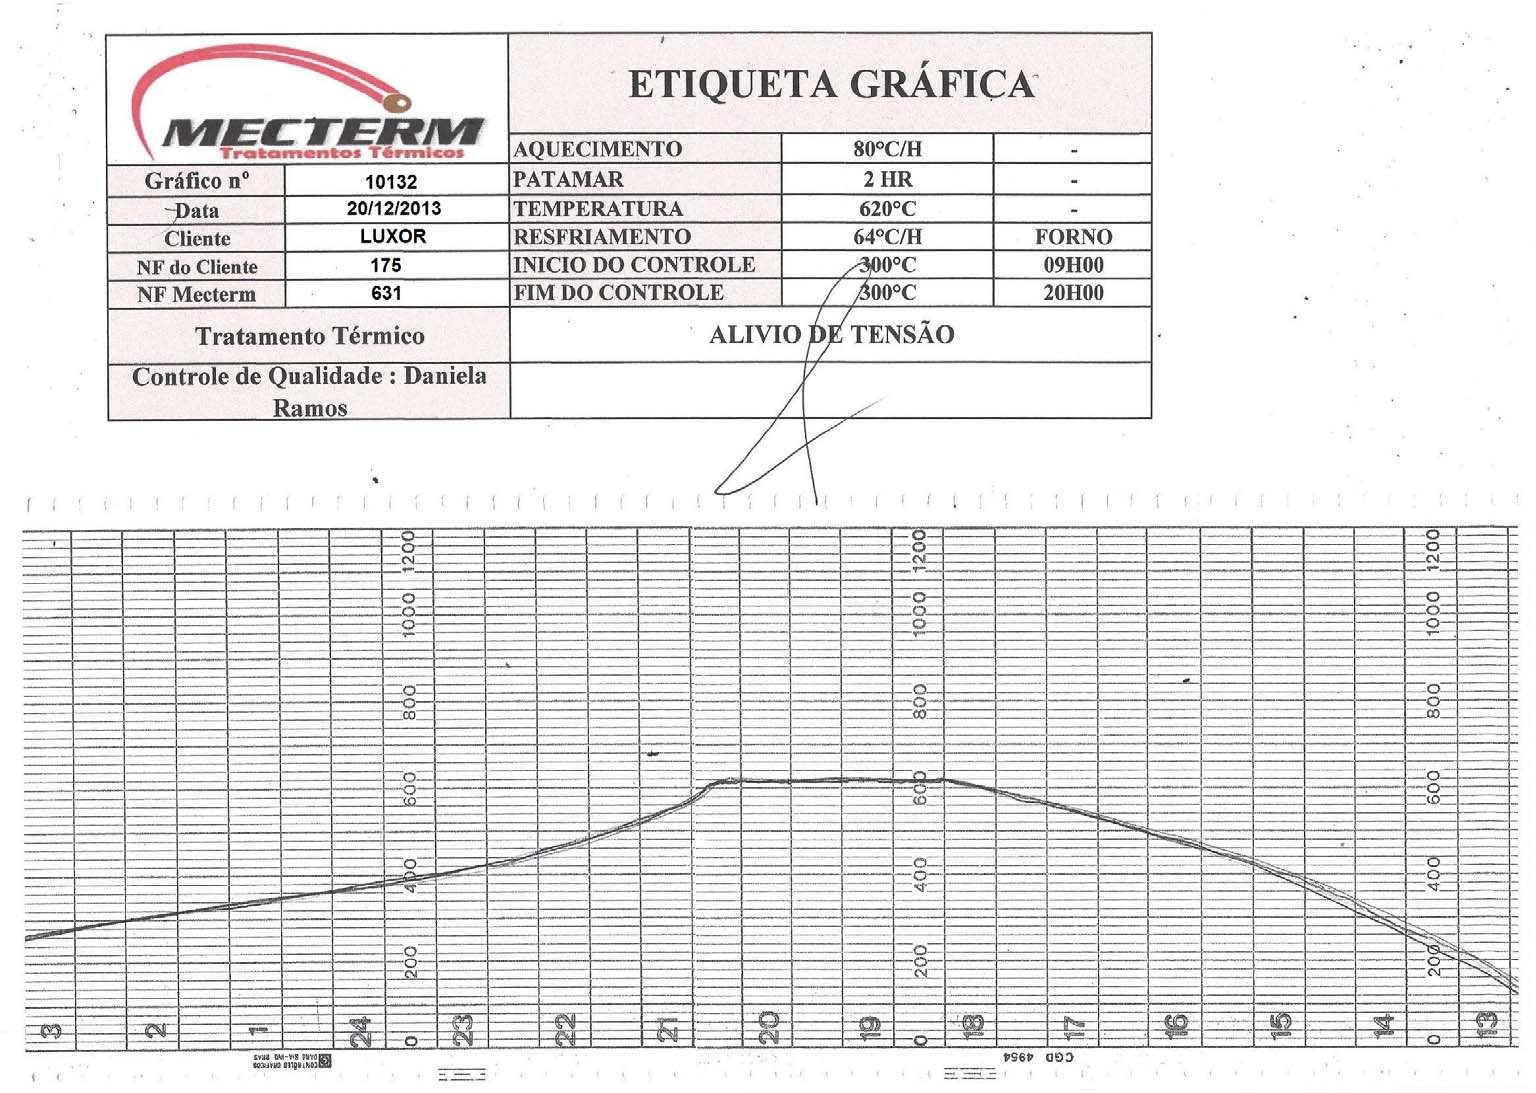 ETIQUETA GRÁFICA
MECTERM
Tratamentos Térmicos
AQUECIMENTO 80°C/H -
Gráfico nº 10132 PATAMAR 2 HR -
Data 20/12/2013 TEMPERATURA 620°C -
Cliente LUXOR RESFRIAMENTO 64°C/H FORNO
NF do Cliente 175 INICIO DO CONTROLE 300°C 09H00
NF Mecterm 631 FIM DO CONTROLE 300°C 20H00
Tratamento Térmico ALIVIO DE TENSÃO
Controle de Qualidade : Daniela
Ramos
1200 1200 1200
1000 1000 1000
800 800 800
600 600 600
400 400 400
200 200 200
0 0 0
3 2 1 24 23 22 21 20 19 18 17 16 15 14 13
CGD 4954